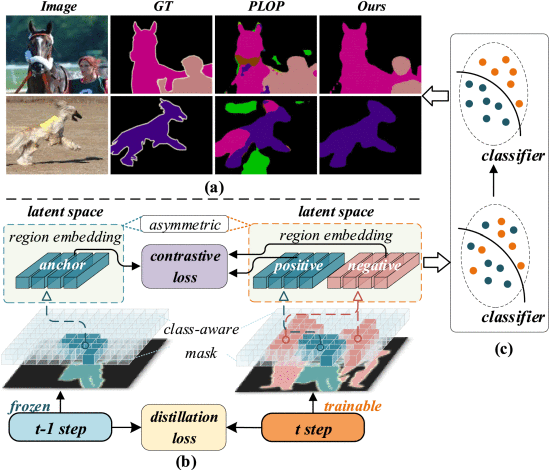 Image GT PLOP Ours
(a)
classifier
latent space asymmetric latent space
region embedding region embedding
anchor contrastive loss positive negative
classifier
class-aware mask
(c)
frozen trainable
t-1 step distillation loss t step
(b)